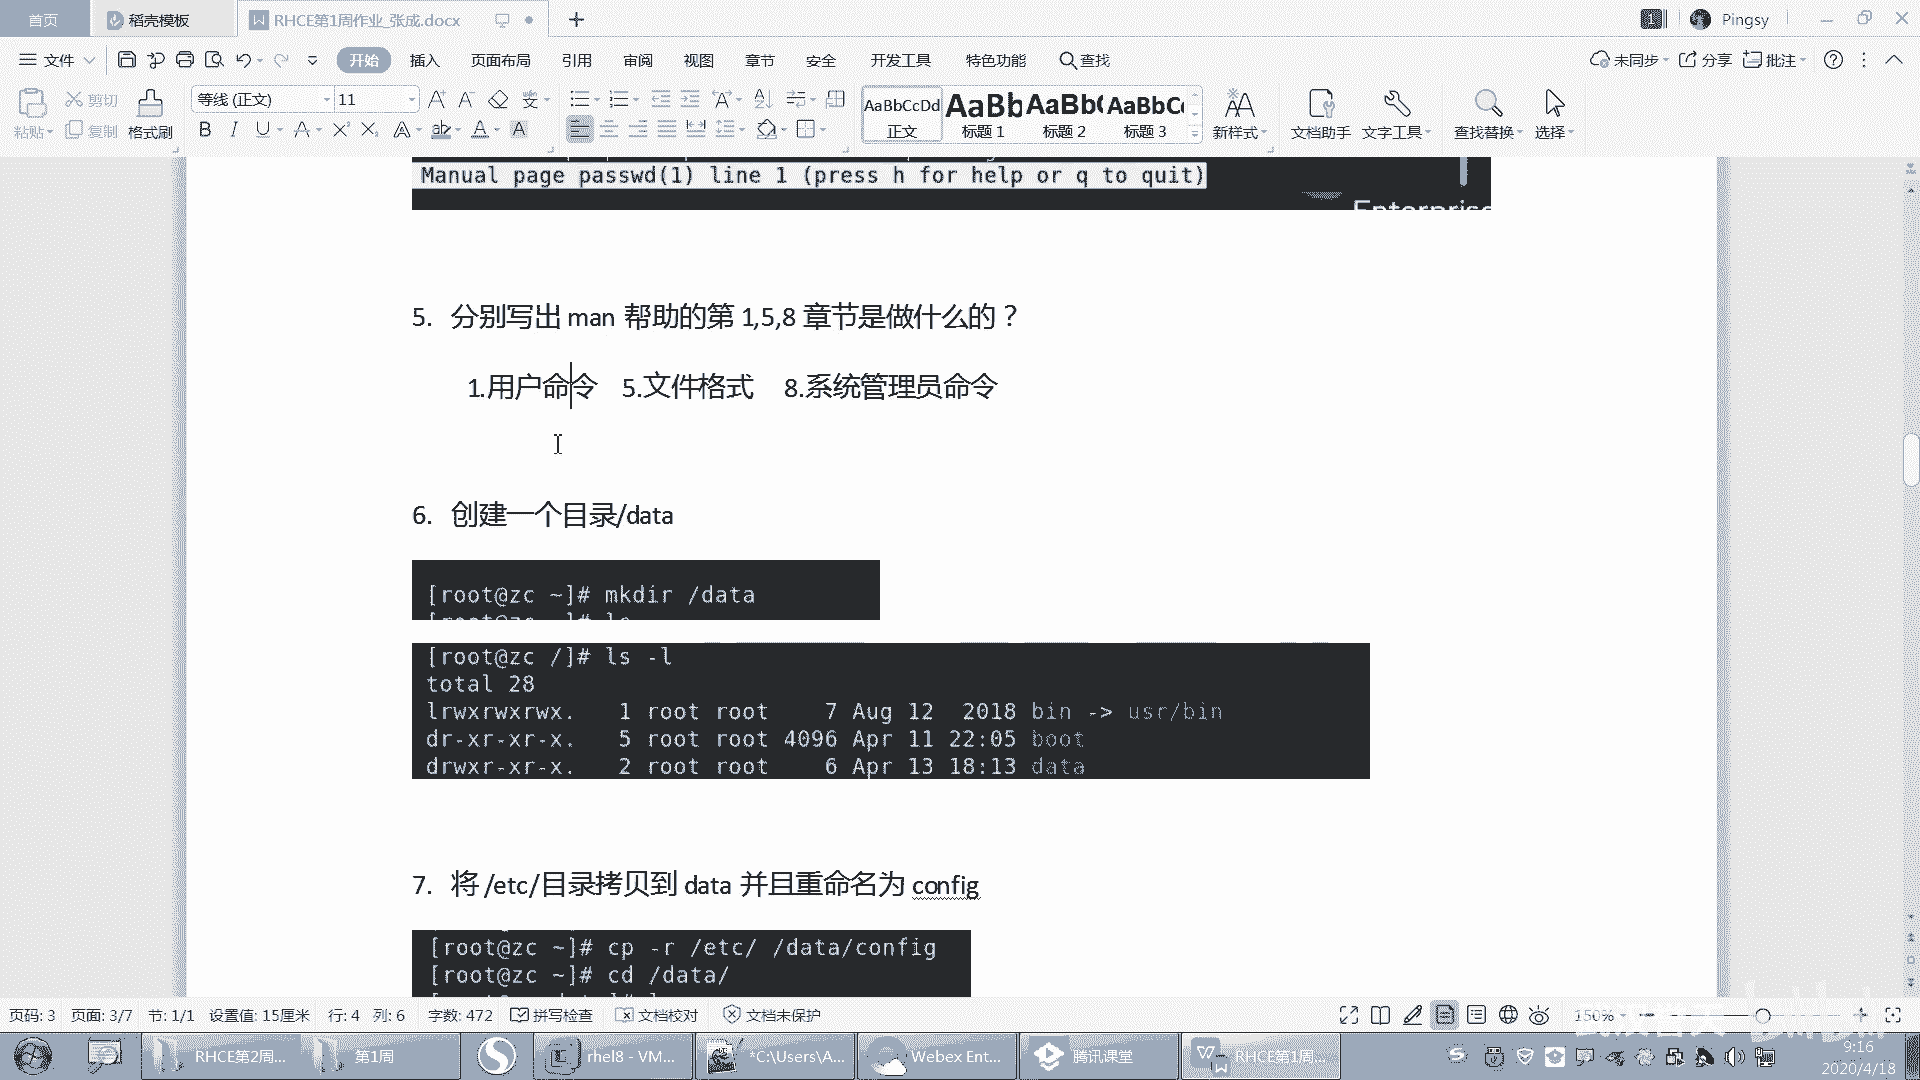 首页 稻壳模板 RHCE第1周作业_张成.docx Pingsy
文件 开始 插入 页面布局 引用 审阅 视图 章节 安全 开发工具 特色功能 查找 未同步 分享 批注
粘贴 剪切 复制 格式刷 等线 (正文) 11 AaBbCcDd 正文 AaBb 标题 1 AaBb( 标题 2 AaBbC 标题 3 新样式 文档助手 文字工具 查找替换 选择
Manual page passwd(1) line 1 (press h for help or q to quit)
Enterprise
5. 分别写出 man 帮助的第 1,5,8 章节是做什么的？
1.用户命令 5.文件格式 8.系统管理员命令
6. 创建一个目录/data
[root@zc ~]# mkdir /data
[root@zc /]# ls -l
total 28
lrwxrwxrwx. 1 root root 7 Aug 12 2018 bin -> usr/bin
dr-xr-xr-x. 5 root root 4096 Apr 11 22:05 boot
drwxr-xr-x. 2 root root 6 Apr 13 18:13 data
7. 将 /etc/目录拷贝到 data 并且重命名为 config
[root@zc ~]# cp -r /etc/ /data/config
[root@zc ~]# cd /data/
页码: 3 页面: 3/7 节: 1/1 设置值: 15厘米 行: 4 列: 6 字数: 472 拼写检查 文档校对 文档未保护 150%
RHCE第2周... 第1周 rhel8 - VM... *C:\Users\A... Webex Ent... 腾讯课堂 RHCE第1周... 9:16
2020/4/18